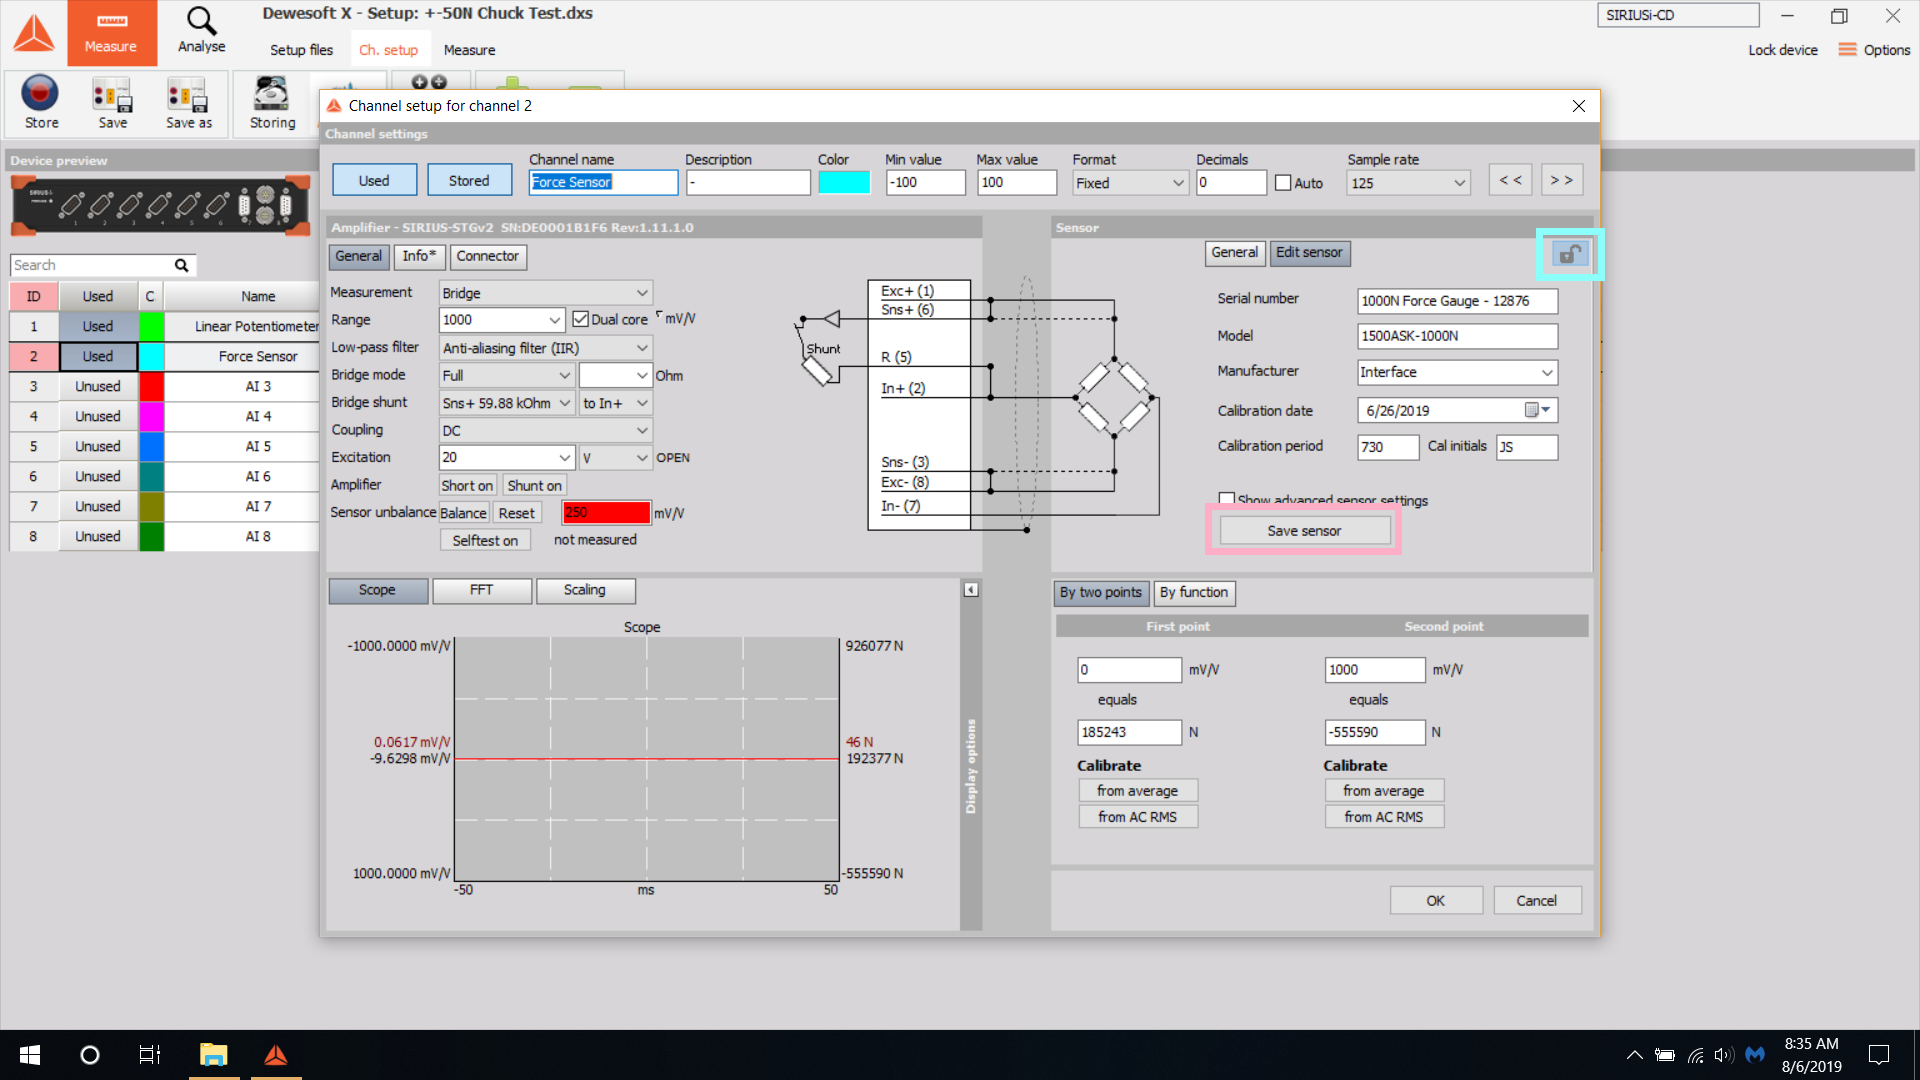 Dewesoft X - Setup: +-50N Chuck Test.dxs
SIRIUSi-CD
Measure
Analyse
Setup files
Ch. setup
Measure
Lock device
Options
Store
Save
Save as
Storing
Channel setup for channel 2
Channel settings
Device preview
Used
Stored
Channel name
Force Sensor
Description
-
Color
Min value
-100
Max value
100
Format
Fixed
Decimals
0
Auto
Sample rate
125
<<
>>
Search
ID Used C Name
1 Used Linear Potentiometer
2 Used Force Sensor
3 Unused AI 3
4 Unused AI 4
5 Unused AI 5
6 Unused AI 6
7 Unused AI 7
8 Unused AI 8
Amplifier - SIRIUS-STGv2 SN:DE0001B1F6 Rev:1.11.1.0
General
Info*
Connector
Measurement Bridge
Range 1000 Dual core mV/V
Low-pass filter Anti-aliasing filter (IIR)
Bridge mode Full Ohm
Bridge shunt Sns+ 59.88 kOhm to In+
Coupling DC
Excitation 20 V OPEN
Amplifier Short on Shunt on
Sensor unbalance Balance Reset 250 mV/V
Selftest on not measured
Shunt
Exc+ (1)
Sns+ (6)
R (5)
In+ (2)
Sns- (3)
Exc- (8)
In- (7)
Sensor
General
Edit sensor
Serial number 1000N Force Gauge - 12876
Model 1500ASK-1000N
Manufacturer Interface
Calibration date 6/26/2019
Calibration period 730 Cal initials JS
Show advanced sensor settings
Save sensor
Scope
FFT
Scaling
Scope
-1000.0000 mV/V
926077 N
0.0617 mV/V
46 N
-9.6298 mV/V
192377 N
1000.0000 mV/V
-555590 N
-50 ms 50
Display options
By two points
By function
First point
Second point
0 mV/V
1000 mV/V
equals
equals
185243 N
-555590 N
Calibrate
Calibrate
from average
from average
from AC RMS
from AC RMS
OK
Cancel
8:35 AM
8/6/2019